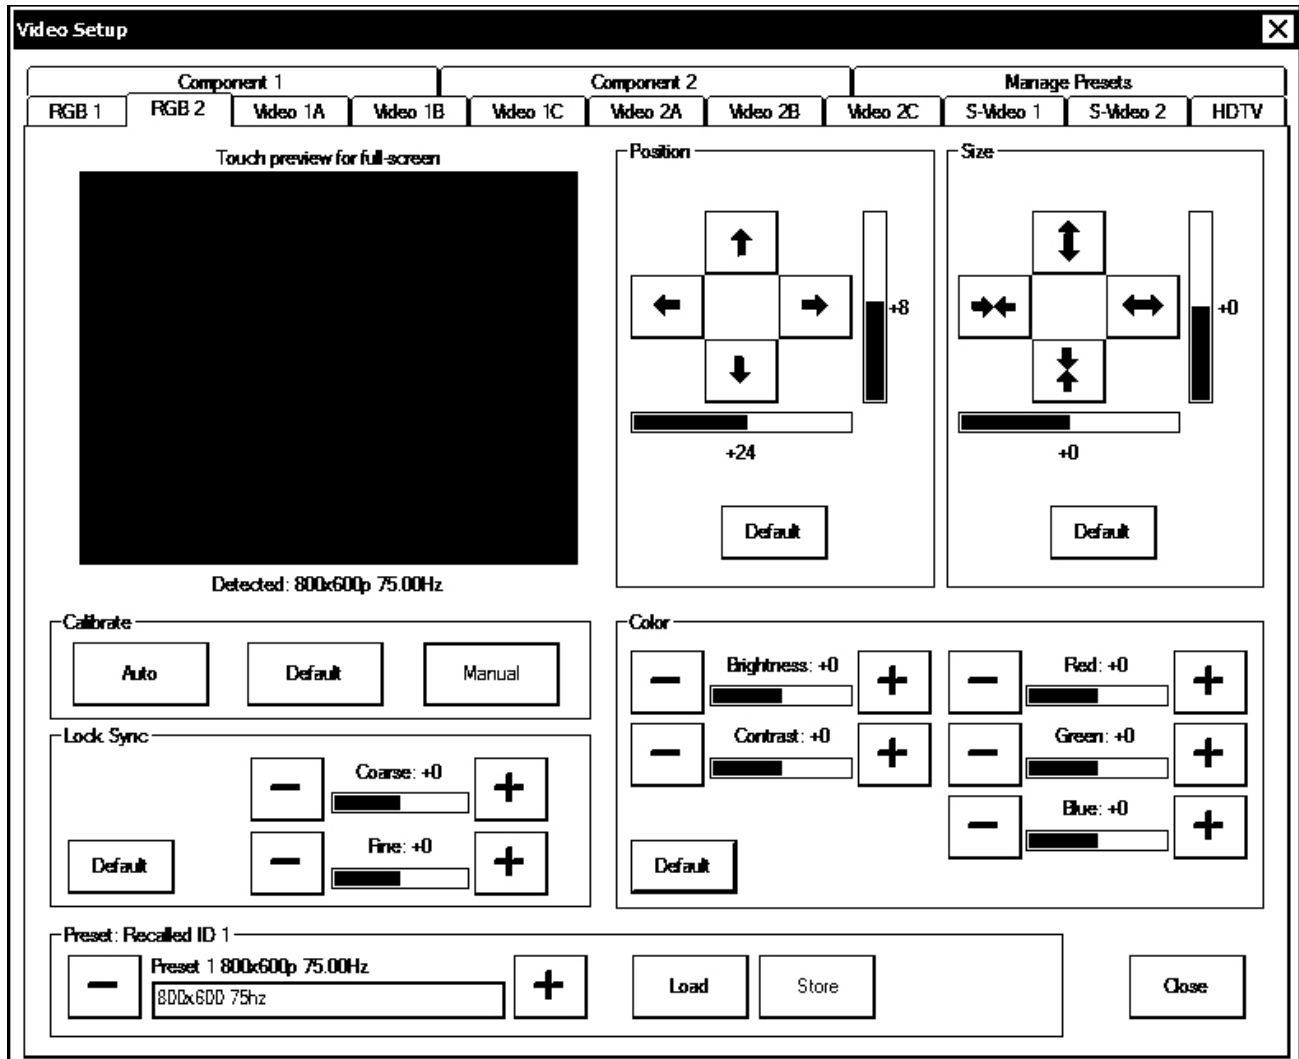 Video Setup
Component 1 Component 2 Manage Presets
RGB 1 RGB 2 Video 1A Video 1B Video 1C Video 2A Video 2B Video 2C S-Video 1 S-Video 2 HDTV
Touch preview for full-screen
Detected: 800x600p 75.00Hz
Position
+8
+24
Default
Size
+0
+0
Default
Calibrate
Auto Default Manual
Lock Sync
Coarse: +0
Fine: +0
Default
Color
Brightness: +0 Red: +0
Contrast: +0 Green: +0
Blue: +0
Default
Preset: Recalled ID 1
Preset 1 800x600p 75.00Hz
800x600 75hz
Load Store Close